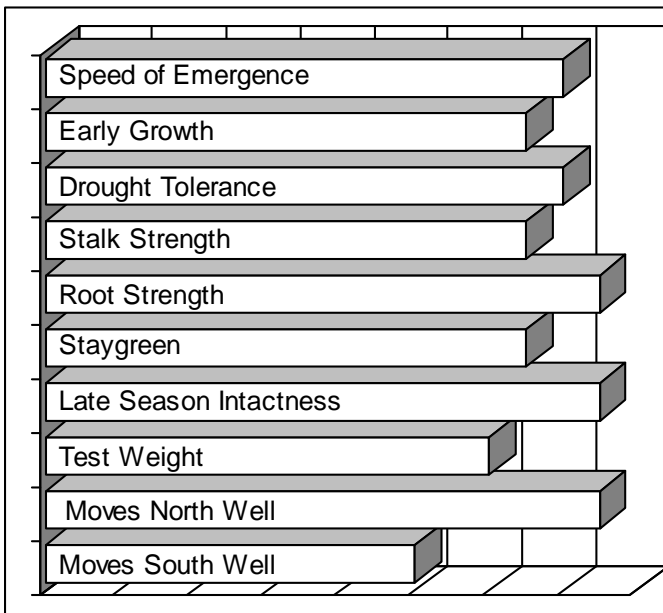 Speed of Emergence
Early Growth
Drought Tolerance
Stalk Strength
Root Strength
Staygreen
Late Season Intactness
Test Weight
Moves North Well
Moves South Well